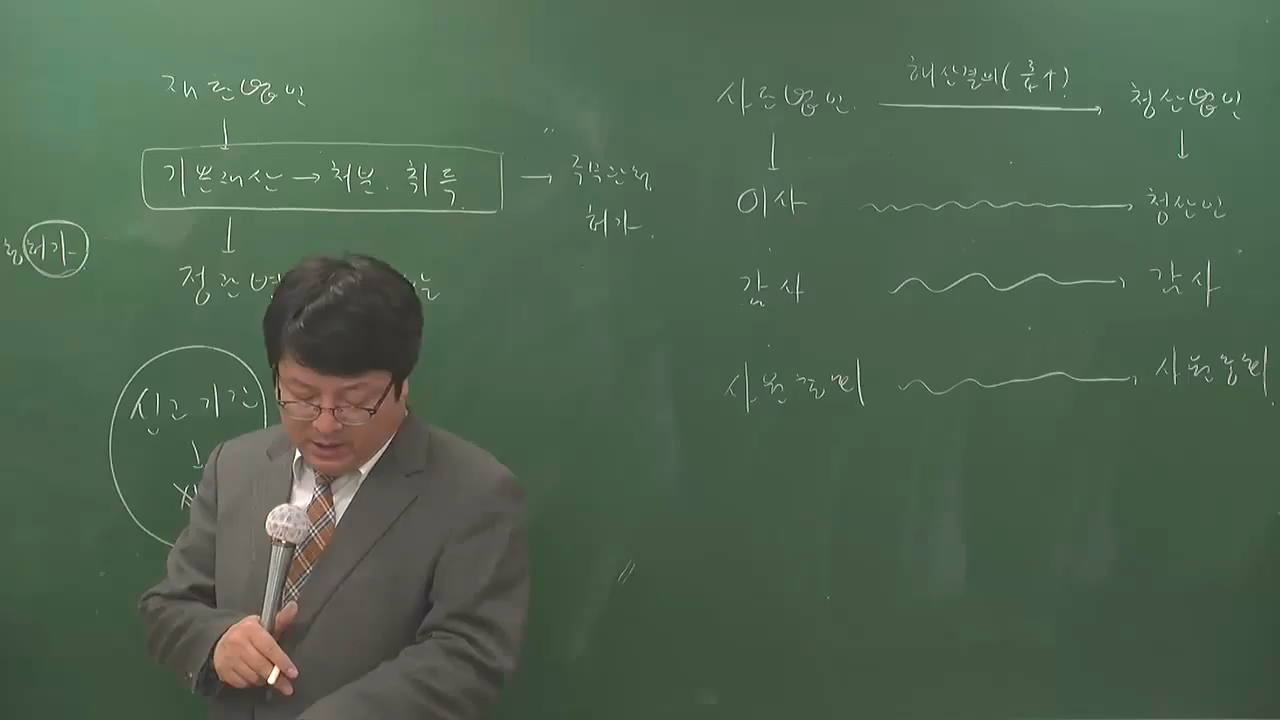 재단법인
기본재산 → 처분. 취득
→ 주무관청
허가.
허가
정관변
신고기간
사단법인 해산결의(3/4↑) 청산법인
이사 청산인
감사 감사
사원총회 사원총회